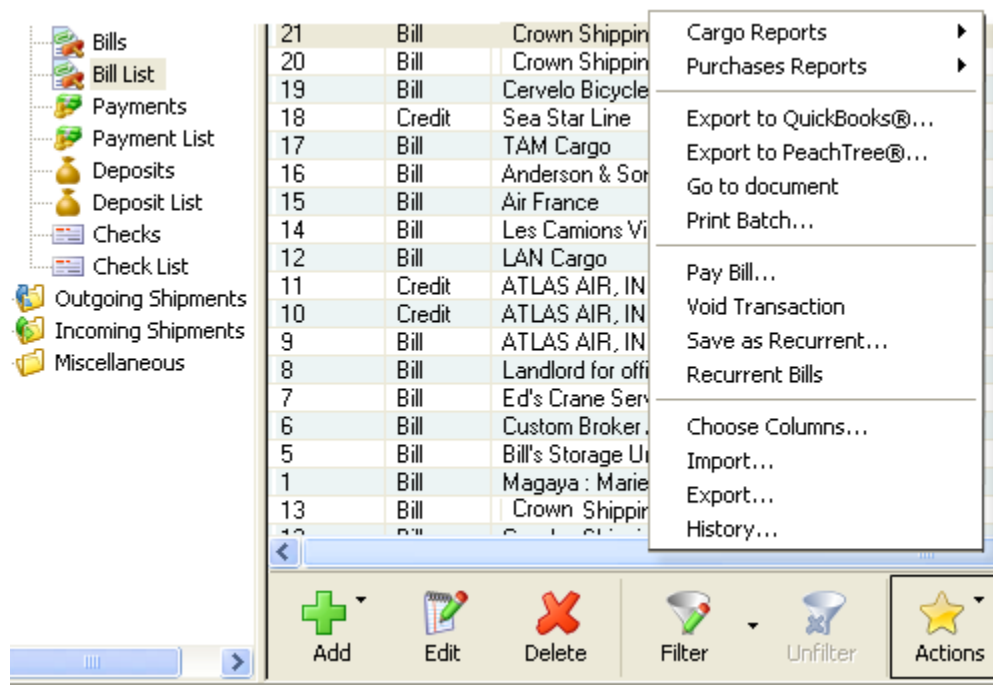 Bills
Bill List
Payments
Payment List
Deposits
Deposit List
Checks
Check List
Outgoing Shipments
Incoming Shipments
Miscellaneous
21 Bill Crown Shippin
20 Bill Crown Shippin
19 Bill Cervelo Bicycle
18 Credit Sea Star Line
17 Bill TAM Cargo
16 Bill Anderson & Sor
15 Bill Air France
14 Bill Les Camions Vi
12 Bill LAN Cargo
11 Credit ATLAS AIR, IN
10 Credit ATLAS AIR, IN
9 Bill ATLAS AIR, IN
8 Bill Landlord for offi
7 Bill Ed's Crane Serv
6 Bill Custom Broker
5 Bill Bill's Storage Ur
1 Bill Magaya : Marie
13 Bill Crown Shippin
Cargo Reports
Purchases Reports
Export to QuickBooks®...
Export to PeachTree®...
Go to document
Print Batch...
Pay Bill...
Void Transaction
Save as Recurrent...
Recurrent Bills
Choose Columns...
Import...
Export...
History...
Add Edit Delete Filter Unfilter Actions